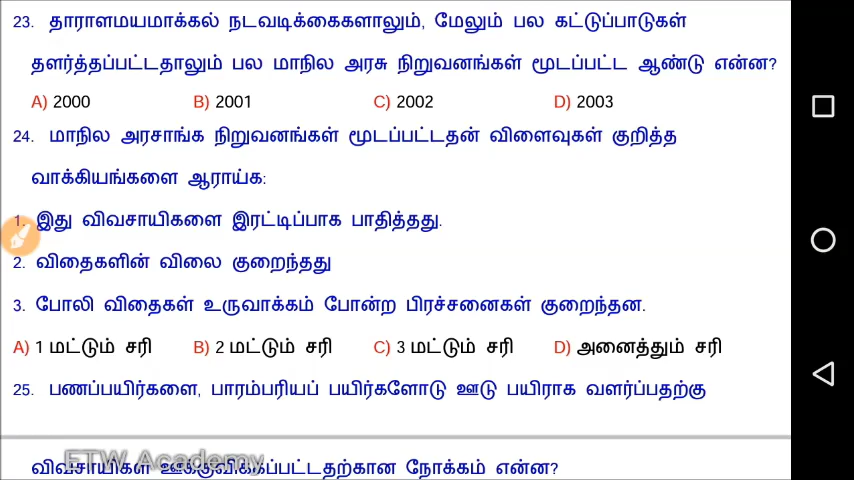 23. தாராளமயமாக்கல் நடவடிக்கைகளாலும், மேலும் பல கட்டுப்பாடுகள்
தளர்த்தப்பட்டதாலும் பல மாநில அரசு நிறுவனங்கள் மூடப்பட்ட ஆண்டு என்ன?
A) 2000 B) 2001 C) 2002 D) 2003
24. மாநில அரசாங்க நிறுவனங்கள் மூடப்பட்டதன் விளைவுகள் குறித்த
வாக்கியங்களை ஆராய்க:
1. இது விவசாயிகளை இரட்டிப்பாக பாதித்தது.
2. விதைகளின் விலை குறைந்தது
3. போலி விதைகள் உருவாக்கம் போன்ற பிரச்சனைகள் குறைந்தன.
A) 1 மட்டும் சரி B) 2 மட்டும் சரி C) 3 மட்டும் சரி D) அனைத்தும் சரி
25. பணப்பயிர்களை, பாரம்பரியப் பயிர்களோடு ஊடு பயிராக வளர்ப்பதற்கு
விவசாயிகள் ஊக்குவிக்கப்பட்டதற்கான நோக்கம் என்ன?
ETW Academy